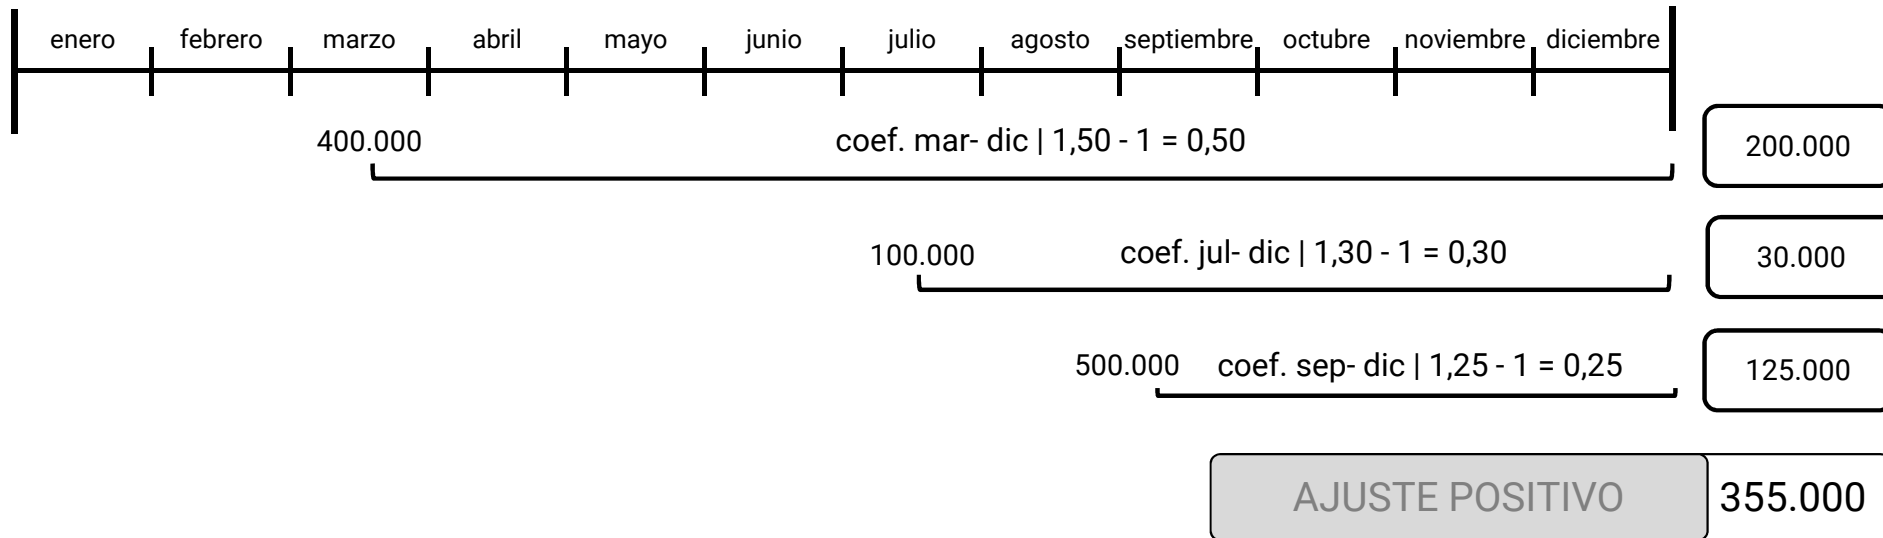 enero febrero marzo abril mayo junio julio agosto septiembre octubre noviembre diciembre
400.000 coef. mar- dic | 1,50 - 1 = 0,50 200.000
100.000 coef. jul- dic | 1,30 - 1 = 0,30 30.000
500.000 coef. sep- dic | 1,25 - 1 = 0,25 125.000
AJUSTE POSITIVO 355.000